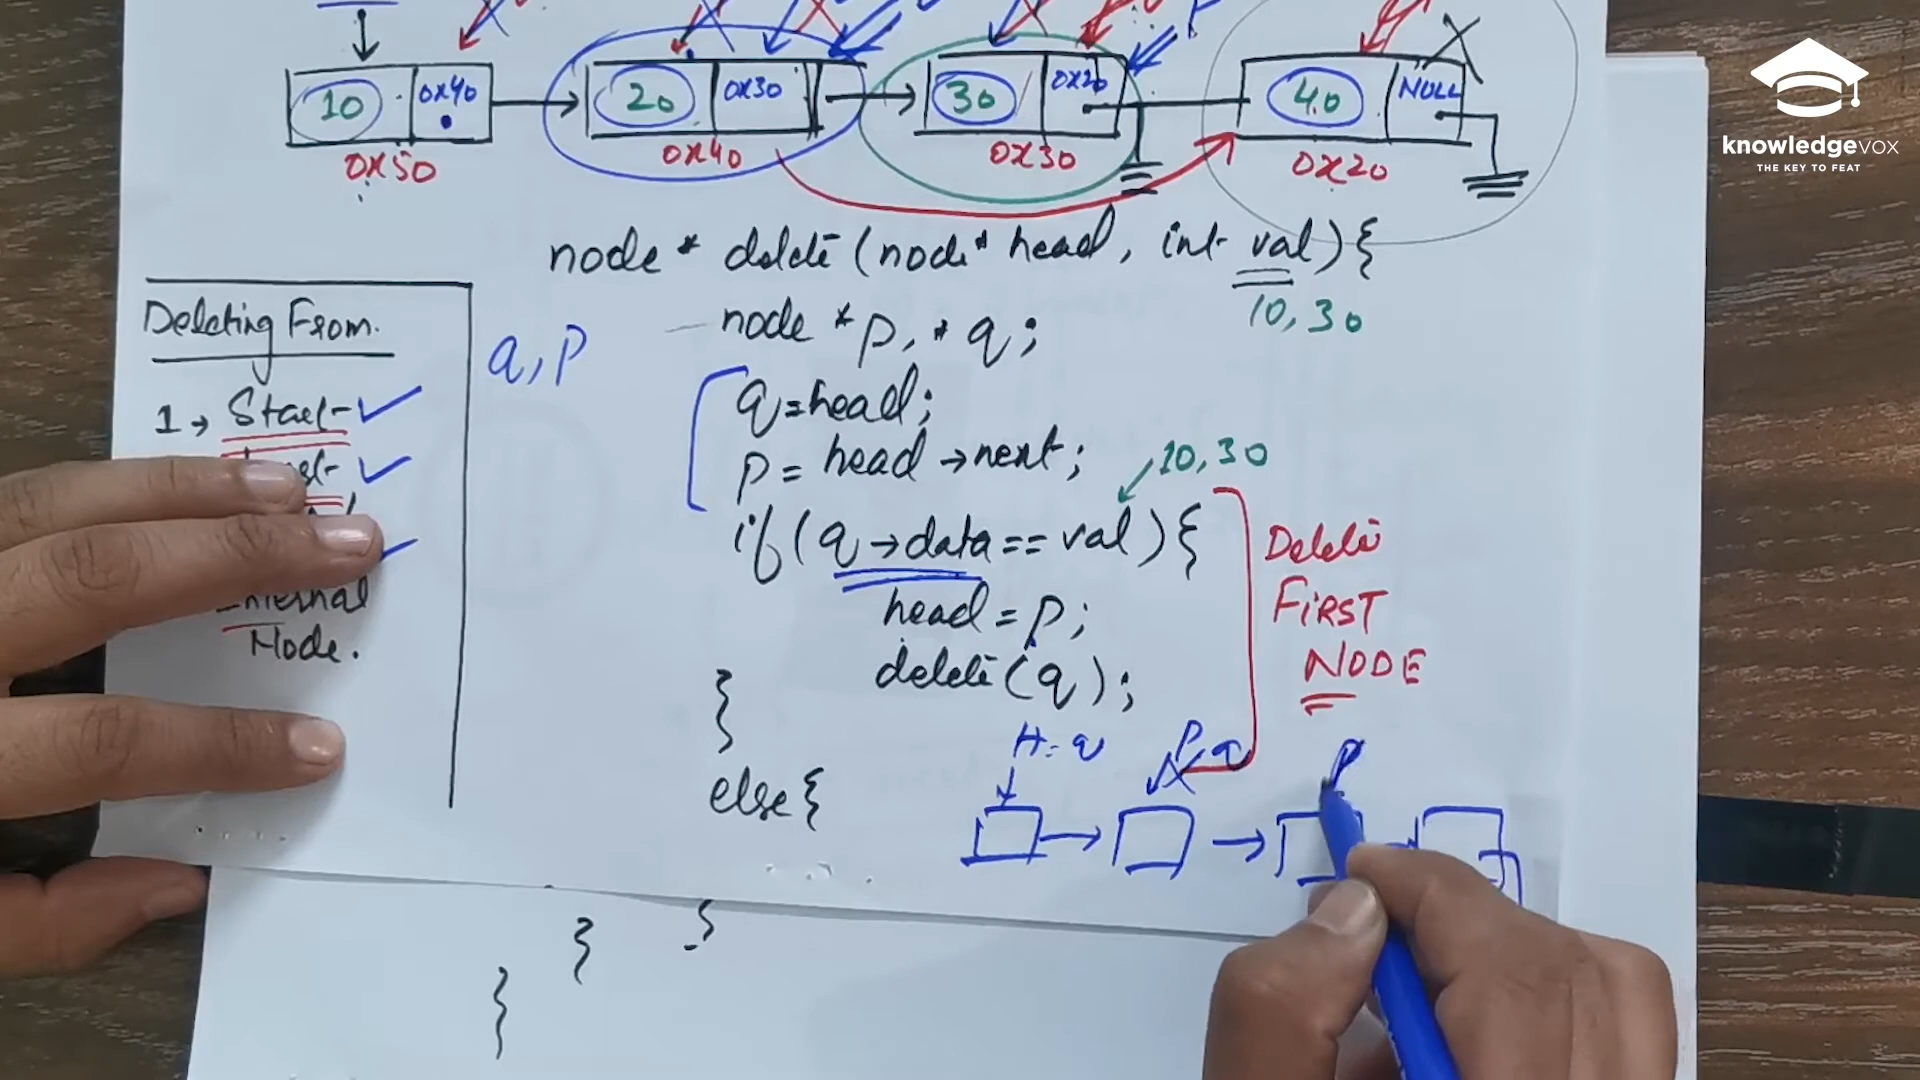 10 0x40 20 0x30 30 0x20 40 NULL
0x50 0x40 0x30 0x20
knowledgevox
THE KEY TO FEAT
node * delete (node* head, int val) {
10, 30
Deleting From.
1 → Start
Node.
q, p
node * p, * q;
q = head;
p = head → next;
10, 30
if ( q → data == val ) {
head = p;
delete (q);
}
Delete
FIRST
NODE
else {
H = q P q P
}
}
}